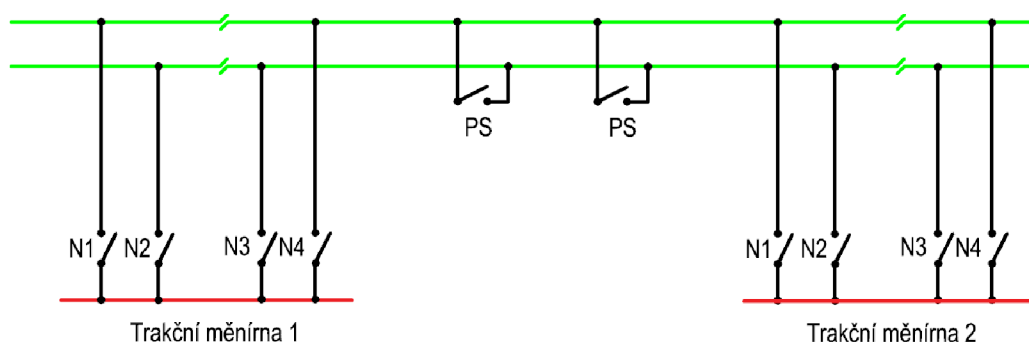 PS PS
N1 N2 N3 N4 N1 N2 N3 N4
Trakční měnírna 1 Trakční měnírna 2